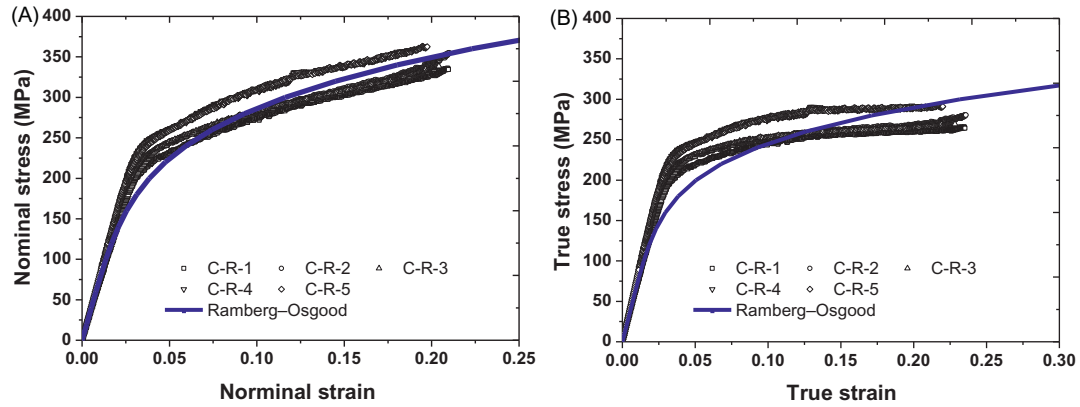 (A)
400
350
300
250
200
150
100
50
0
Nominal stress (MPa)
C-R-1 C-R-2 C-R-3
C-R-4 C-R-5
Ramberg–Osgood
0.00 0.05 0.10 0.15 0.20 0.25
Norminal strain
(B)
400
350
300
250
200
150
100
50
0
True stress (MPa)
C-R-1 C-R-2 C-R-3
C-R-4 C-R-5
Ramberg–Osgood
0.00 0.05 0.10 0.15 0.20 0.25 0.30
True strain